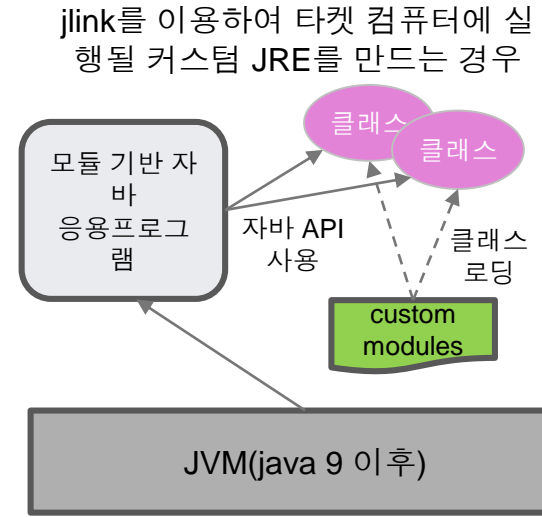 jlink를 이용하여 타켓 컴퓨터에 실
행될 커스텀 JRE를 만드는 경우
클래스
클래스
모듈 기반 자
바
응용프로그
램
자바 API
사용
클래스
로딩
custom
modules
JVM(java 9 이후)